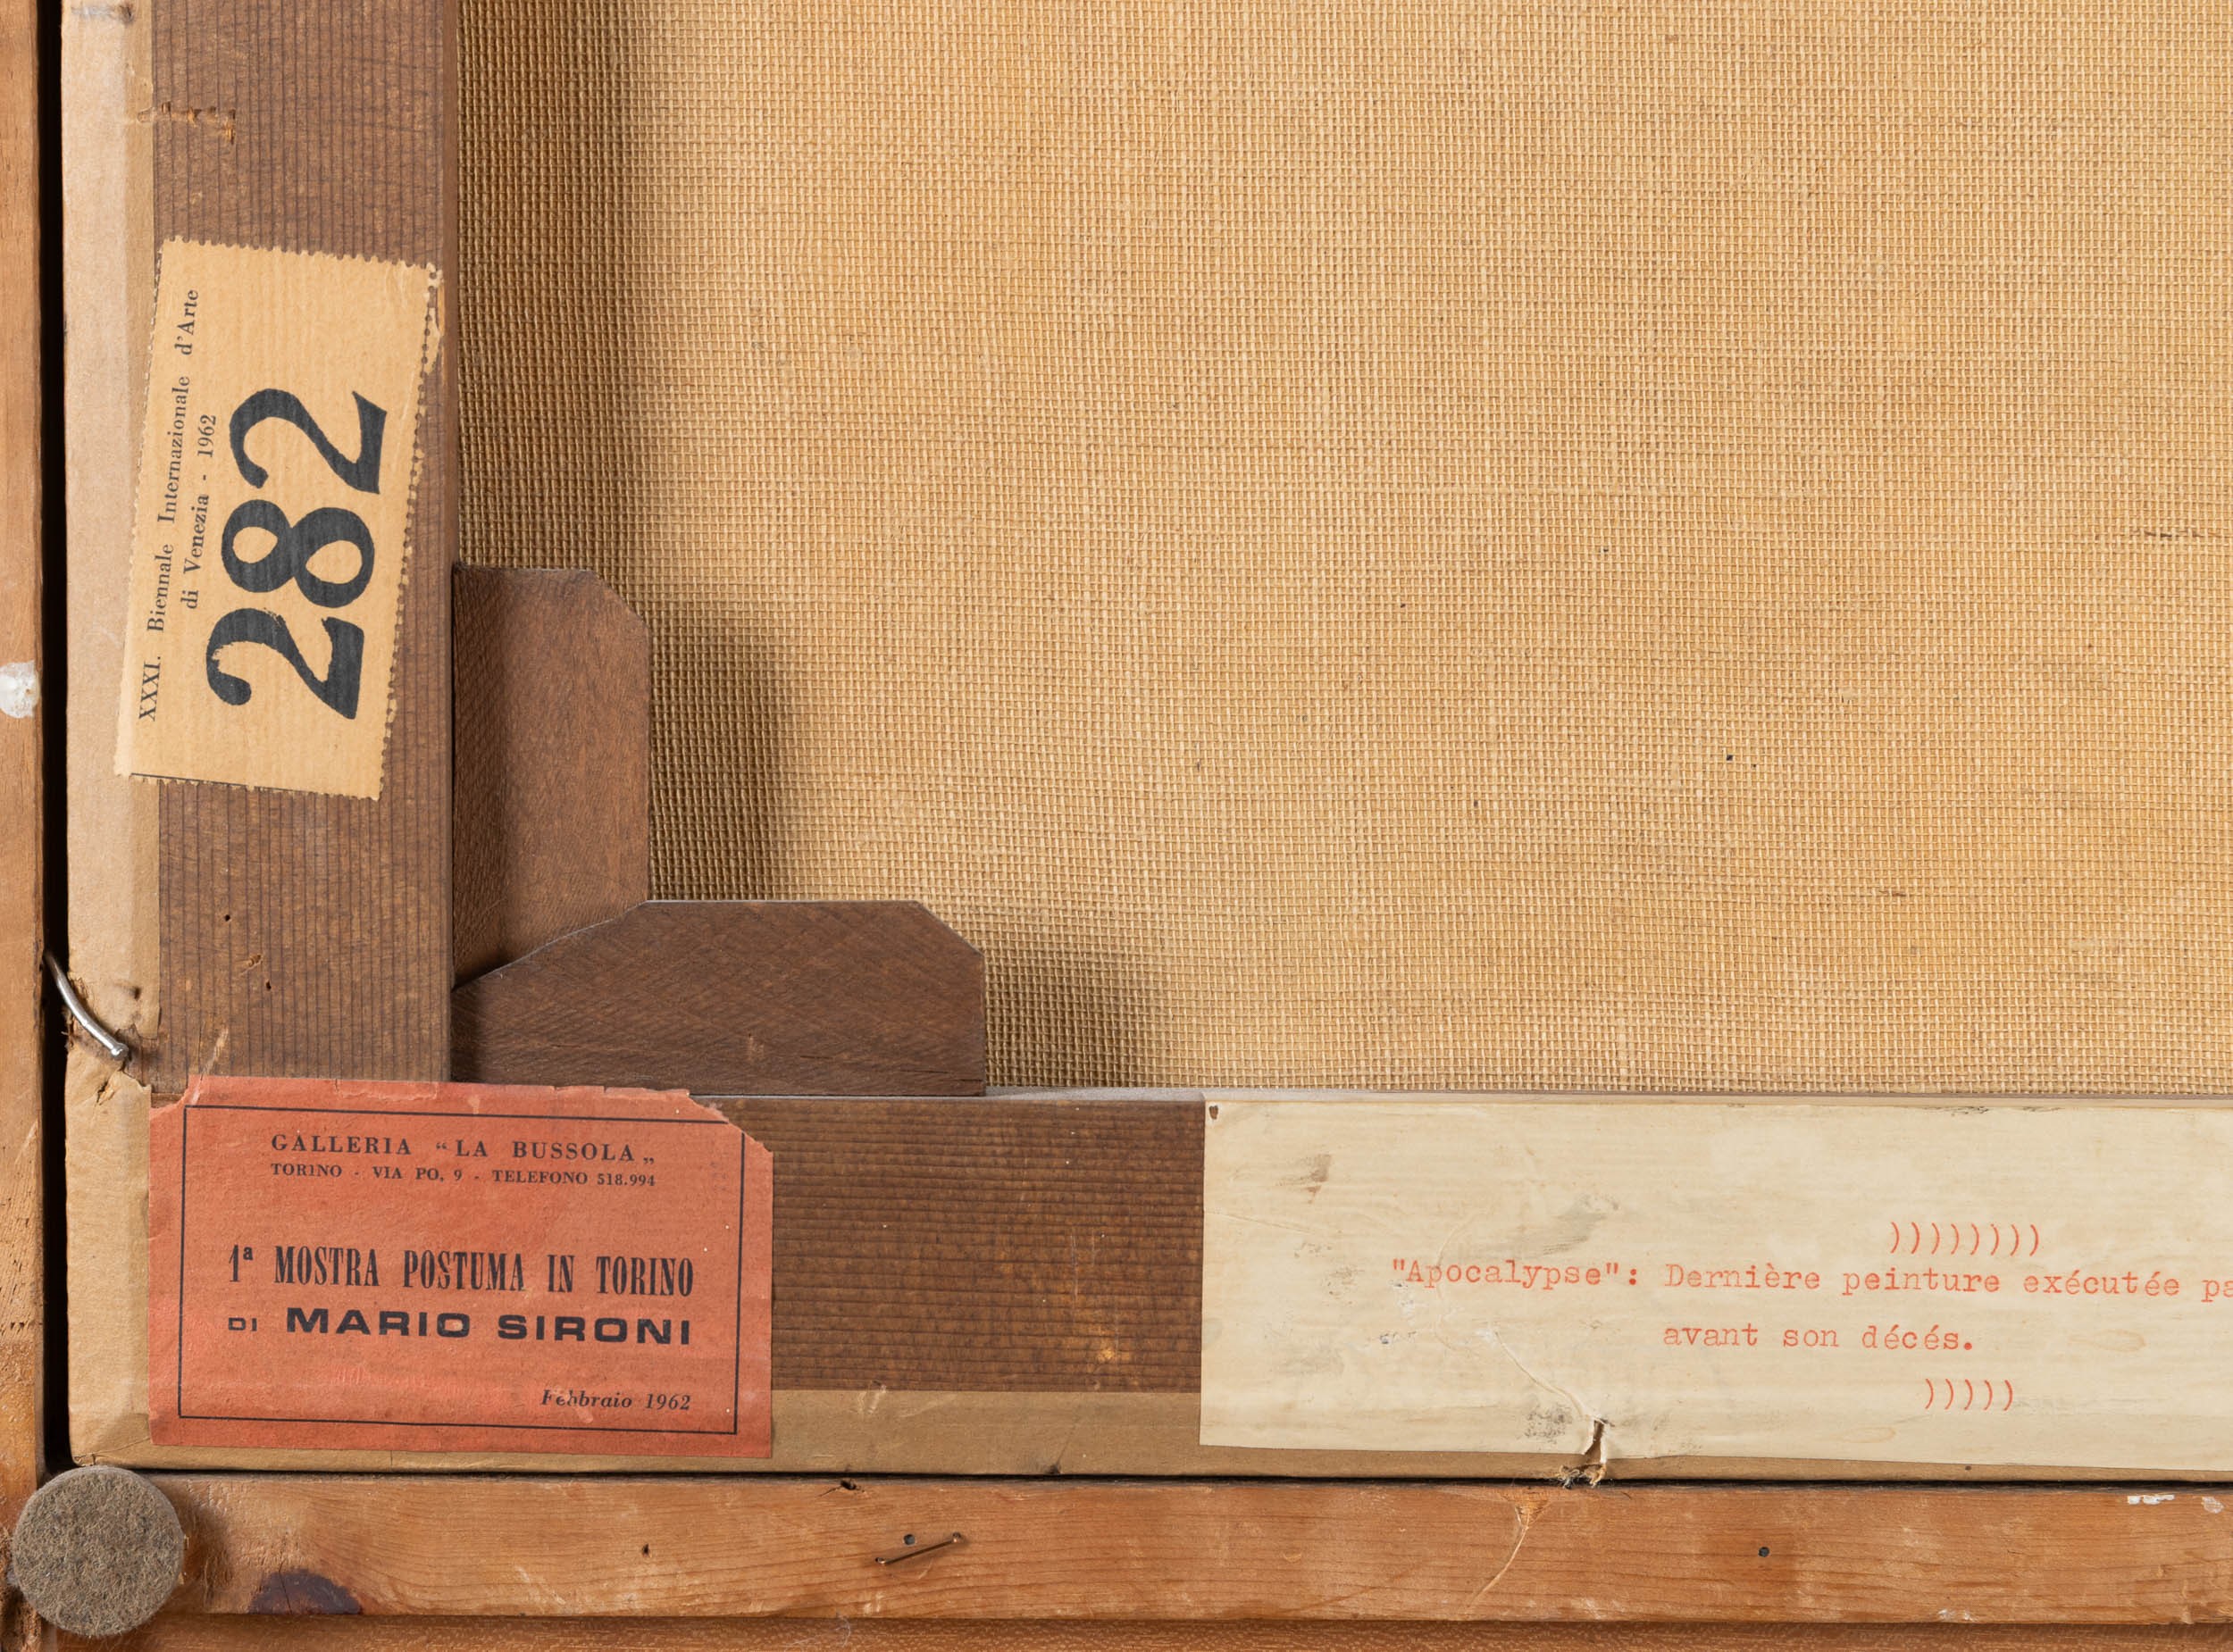 XXXI. Biennale Internazionale d'Arte
di Venezia - 1962
282
GALLERIA “LA BUSSOLA„
TORINO - VIA PO, 9 - TELEFONO 518.994
1ª MOSTRA POSTUMA IN TORINO
DI MARIO SIRONI
Febbraio 1962
))))))))
"Apocalypse": Dernière peinture exécutée
avant son décés.
)))))